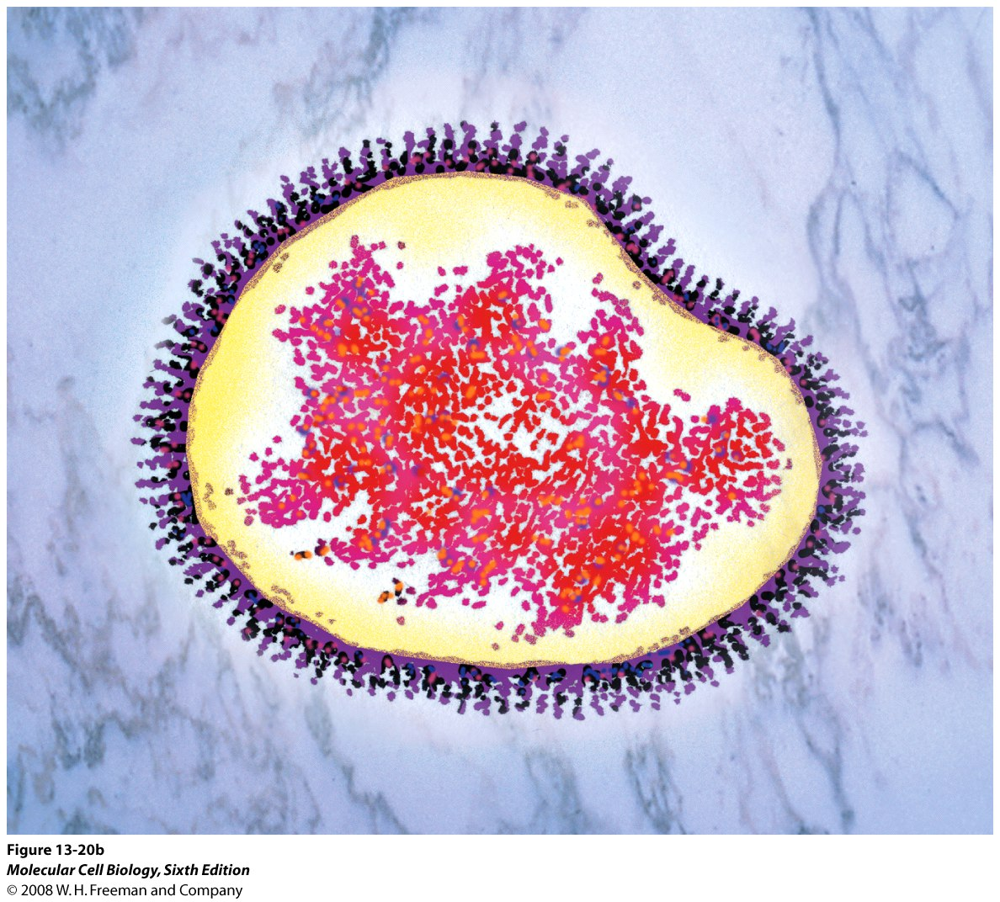 Figure 13-20b
Molecular Cell Biology, Sixth Edition
© 2008 W. H. Freeman and Company